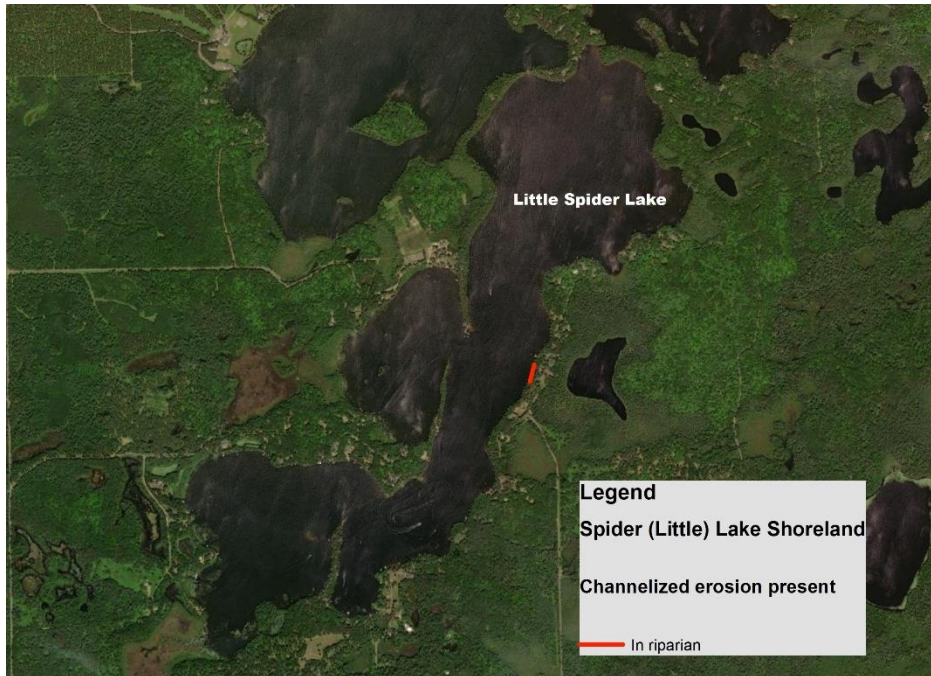 Little Spider Lake
Legend
Spider (Little) Lake Shoreland
Channelized erosion present
In riparian